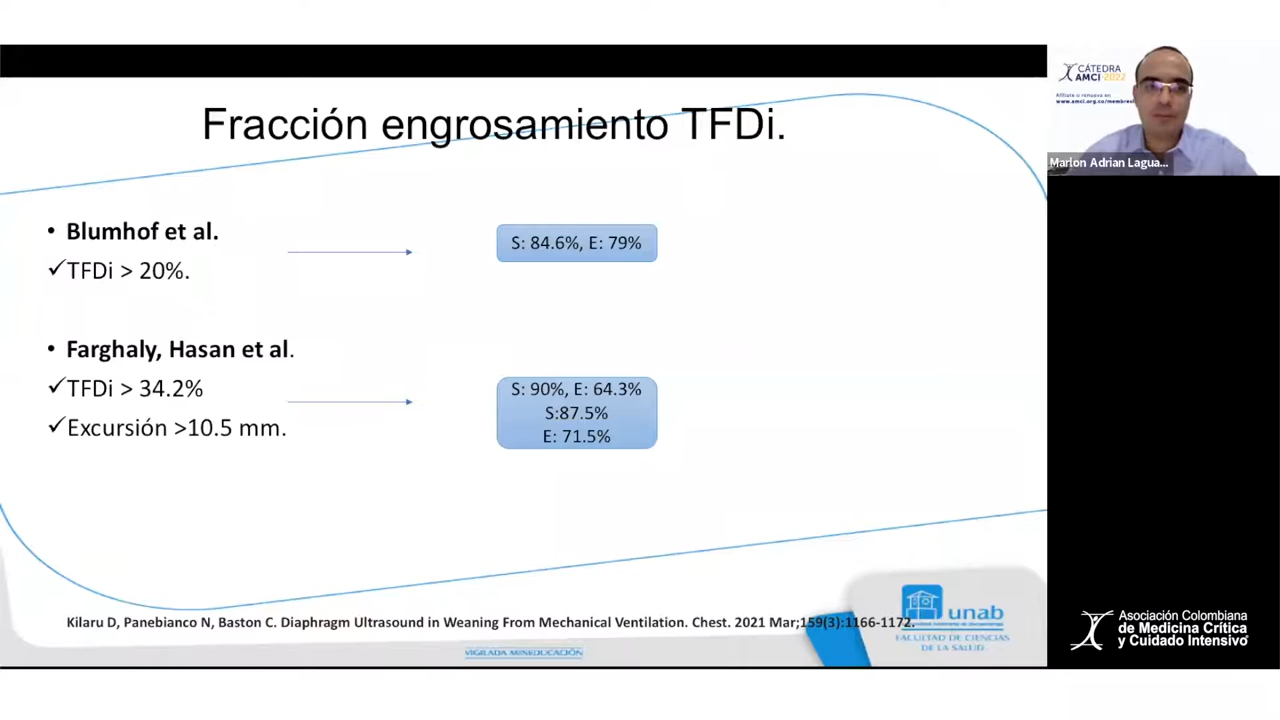 Fracción engrosamiento TFDi.
• Blumhof et al.
✓TFDi > 20%.
S: 84.6%, E: 79%
• Farghaly, Hasan et al.
✓TFDi > 34.2%
✓Excursión >10.5 mm.
S: 90%, E: 64.3%
S:87.5%
E: 71.5%
Kilaru D, Panebianco N, Baston C. Diaphragm Ultrasound in Weaning From Mechanical Ventilation. Chest. 2021 Mar;159(3):1166-1172.
VIGILADA MINEDUCACIÓN
unab
FACULTAD DE CIENCIAS
DE LA SALUD
CÁTEDRA
AMCI 2022
Afíliate o renueva en
www.amci.org.co/membresi
Marlon Adrian Lagua...
Asociación Colombiana
de Medicina Crítica
y Cuidado Intensivo